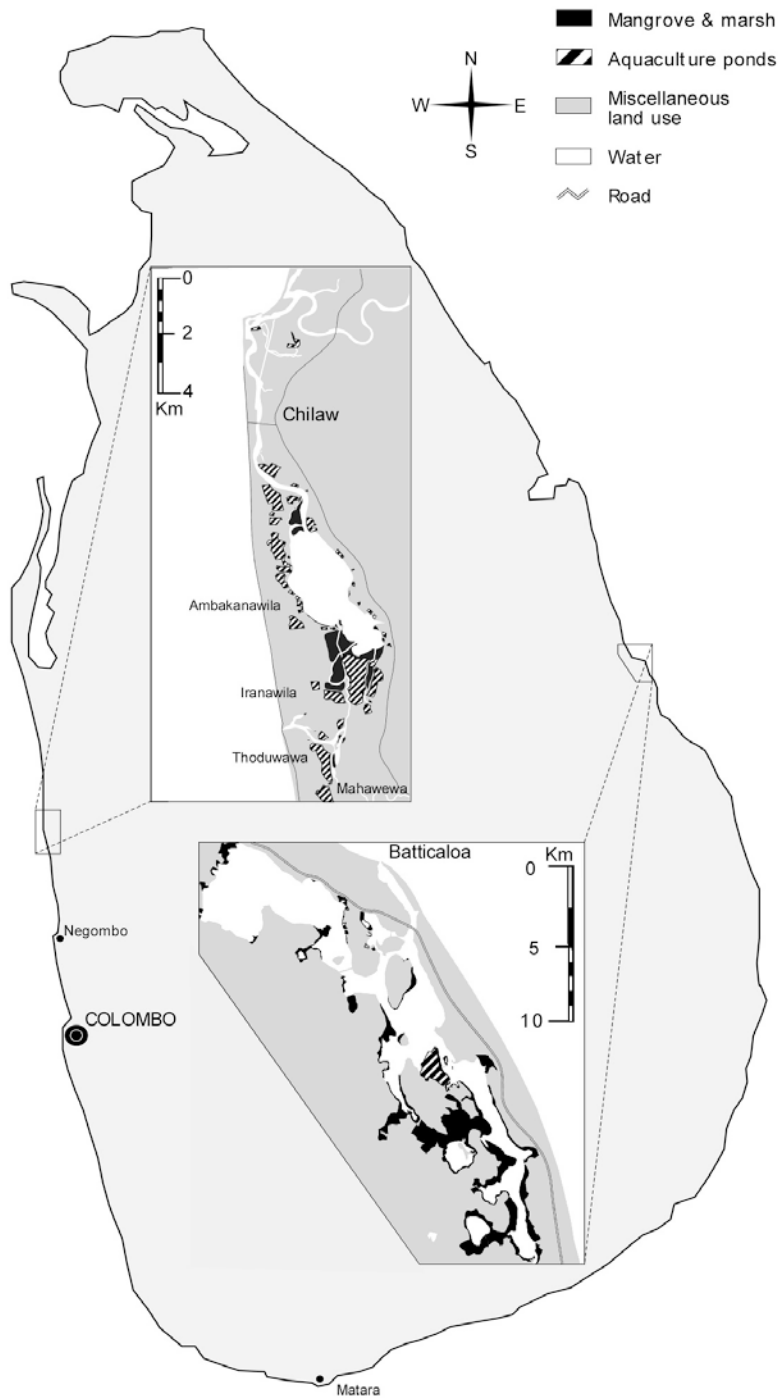 Mangrove & marsh
Aquaculture ponds
Miscellaneous
land use
Water
Road
N
W
E
S
0
2
4
Km
Chilaw
Ambakanawila
Iranawila
Thoduwawa
Mahawewa
Batticaloa
Km
0
5
10
Negombo
COLOMBO
Matara